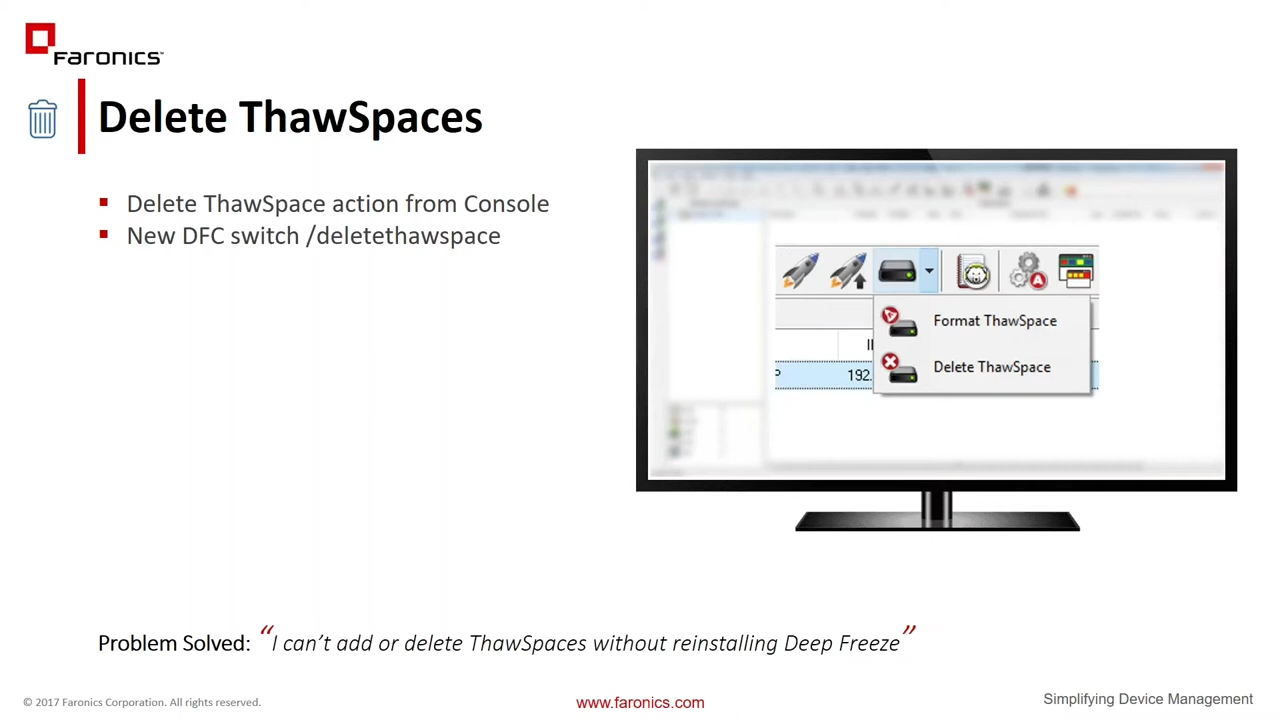 Faronics
Delete ThawSpaces
Delete ThawSpace action from Console
New DFC switch /deletethawspace
Format ThawSpace
Delete ThawSpace
192.
Problem Solved: “I can’t add or delete ThawSpaces without reinstalling Deep Freeze”
© 2017 Faronics Corporation. All rights reserved.
www.faronics.com
Simplifying Device Management